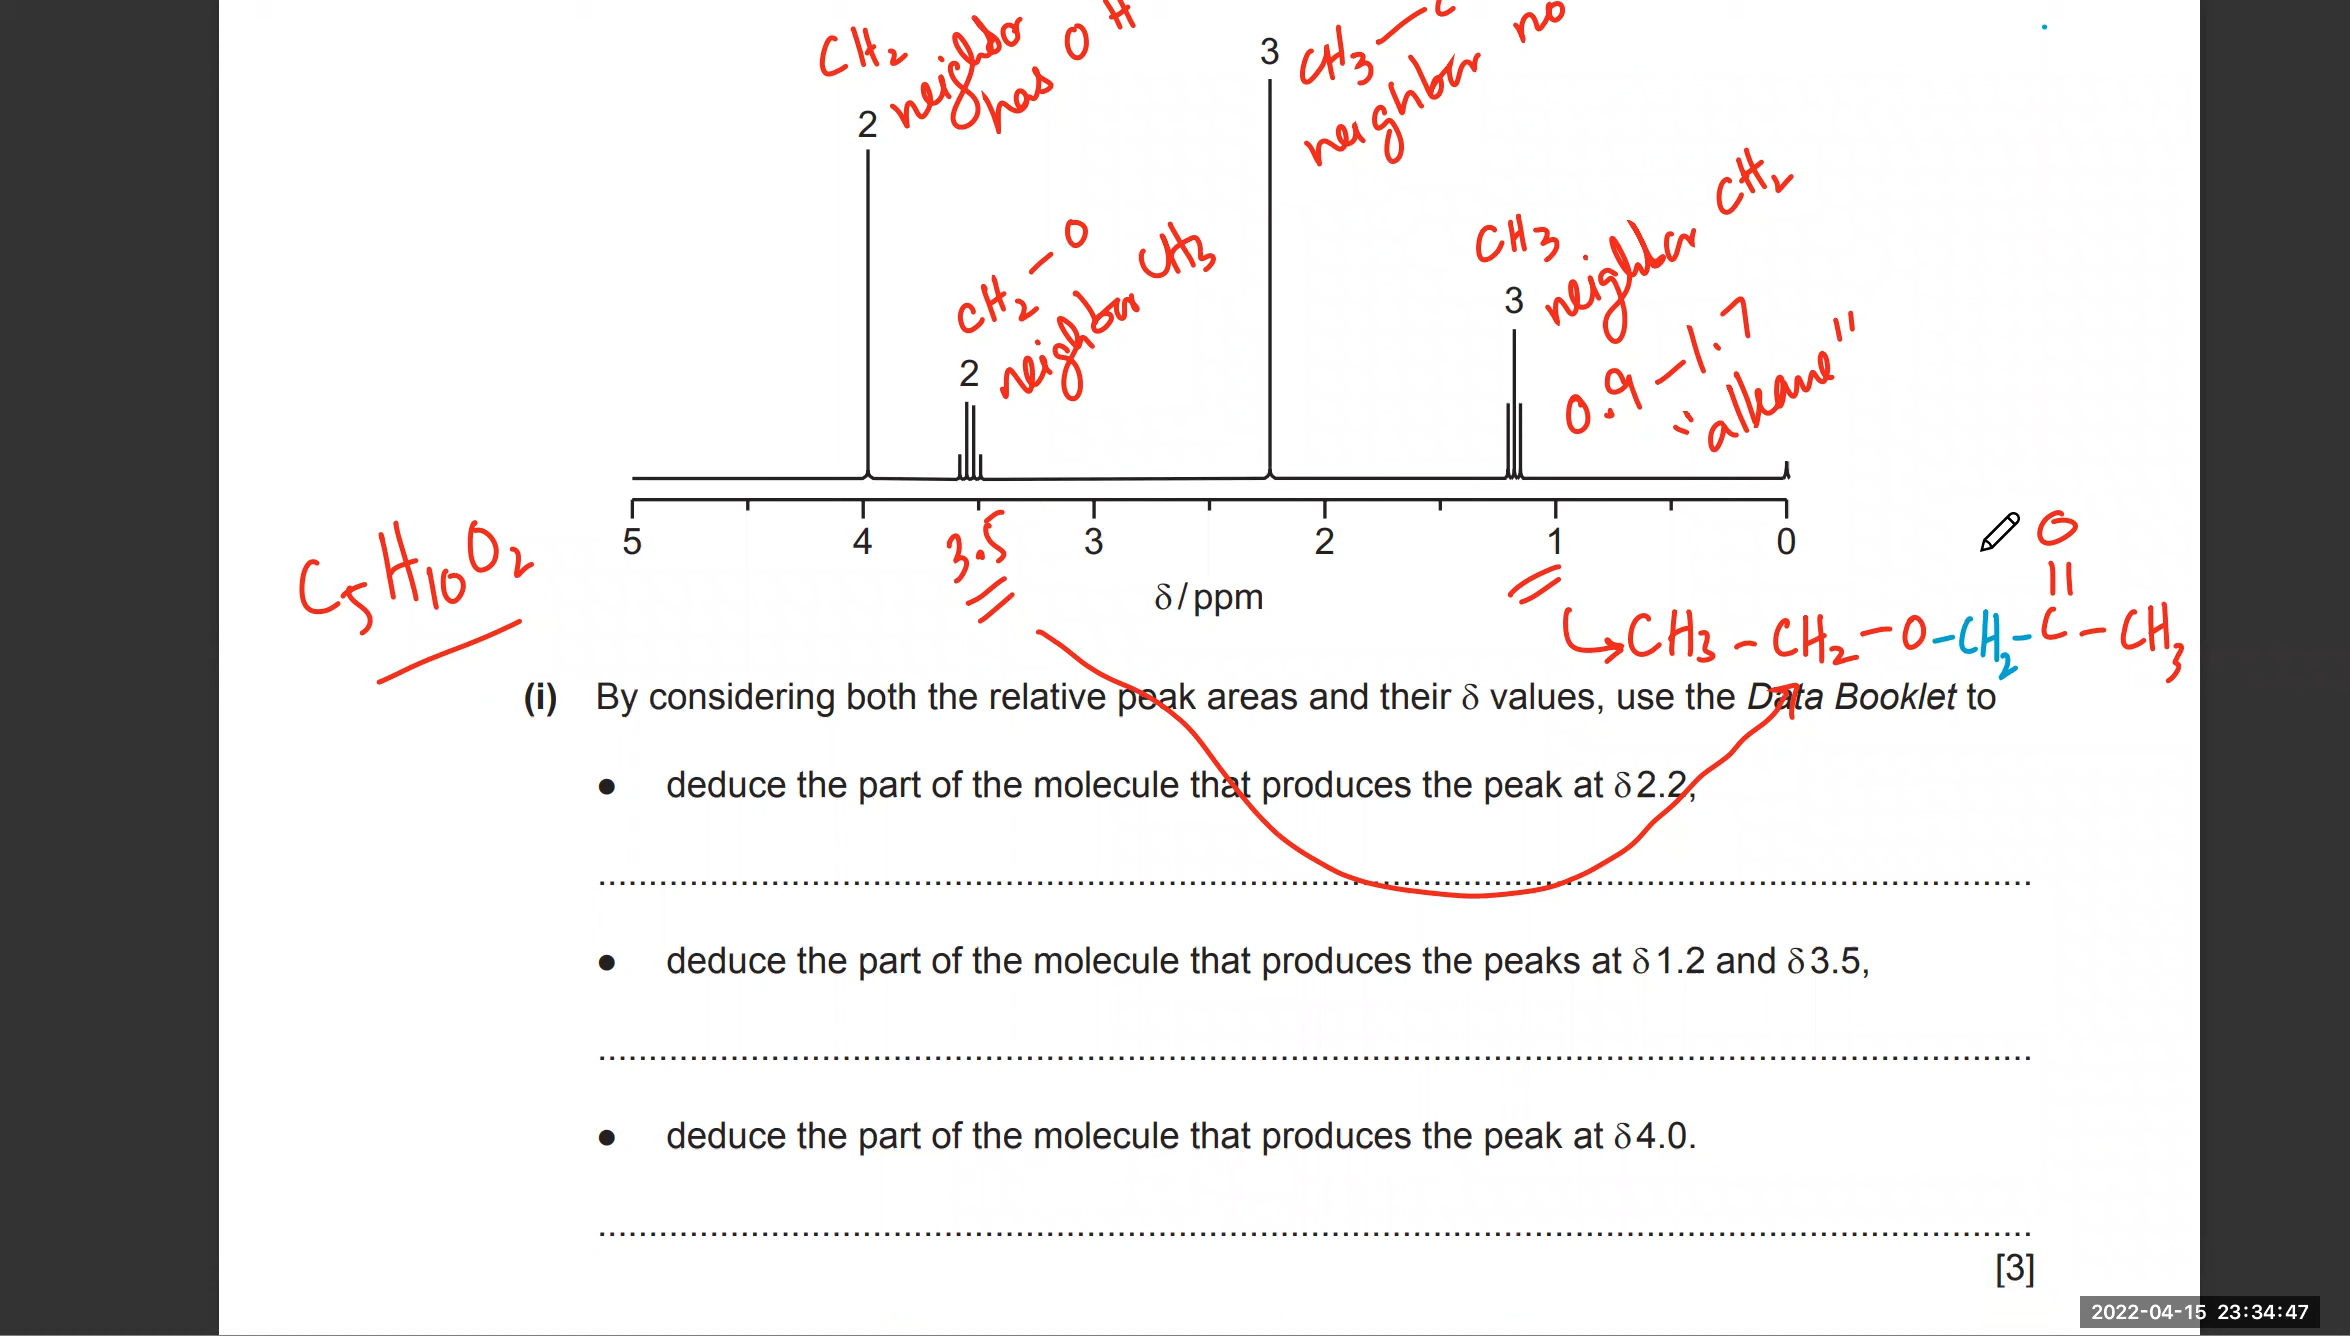 CH2
neighbor
has 0 H
CH3 — C
neighbor no
2
3
CH2 — O
neighbor CH3
2
CH3
neighbor CH2
3
0.9 — 1.7
"alkane"
5 4 3 2 1 0
3.5
δ / ppm
C5H10O2
O
CH3 – CH2 – O – CH2 – C – CH3
(i) By considering both the relative peak areas and their δ values, use the Data Booklet to
• deduce the part of the molecule that produces the peak at δ 2.2,
• deduce the part of the molecule that produces the peaks at δ 1.2 and δ 3.5,
• deduce the part of the molecule that produces the peak at δ 4.0.
[3]
2022-04-15 23:34:47